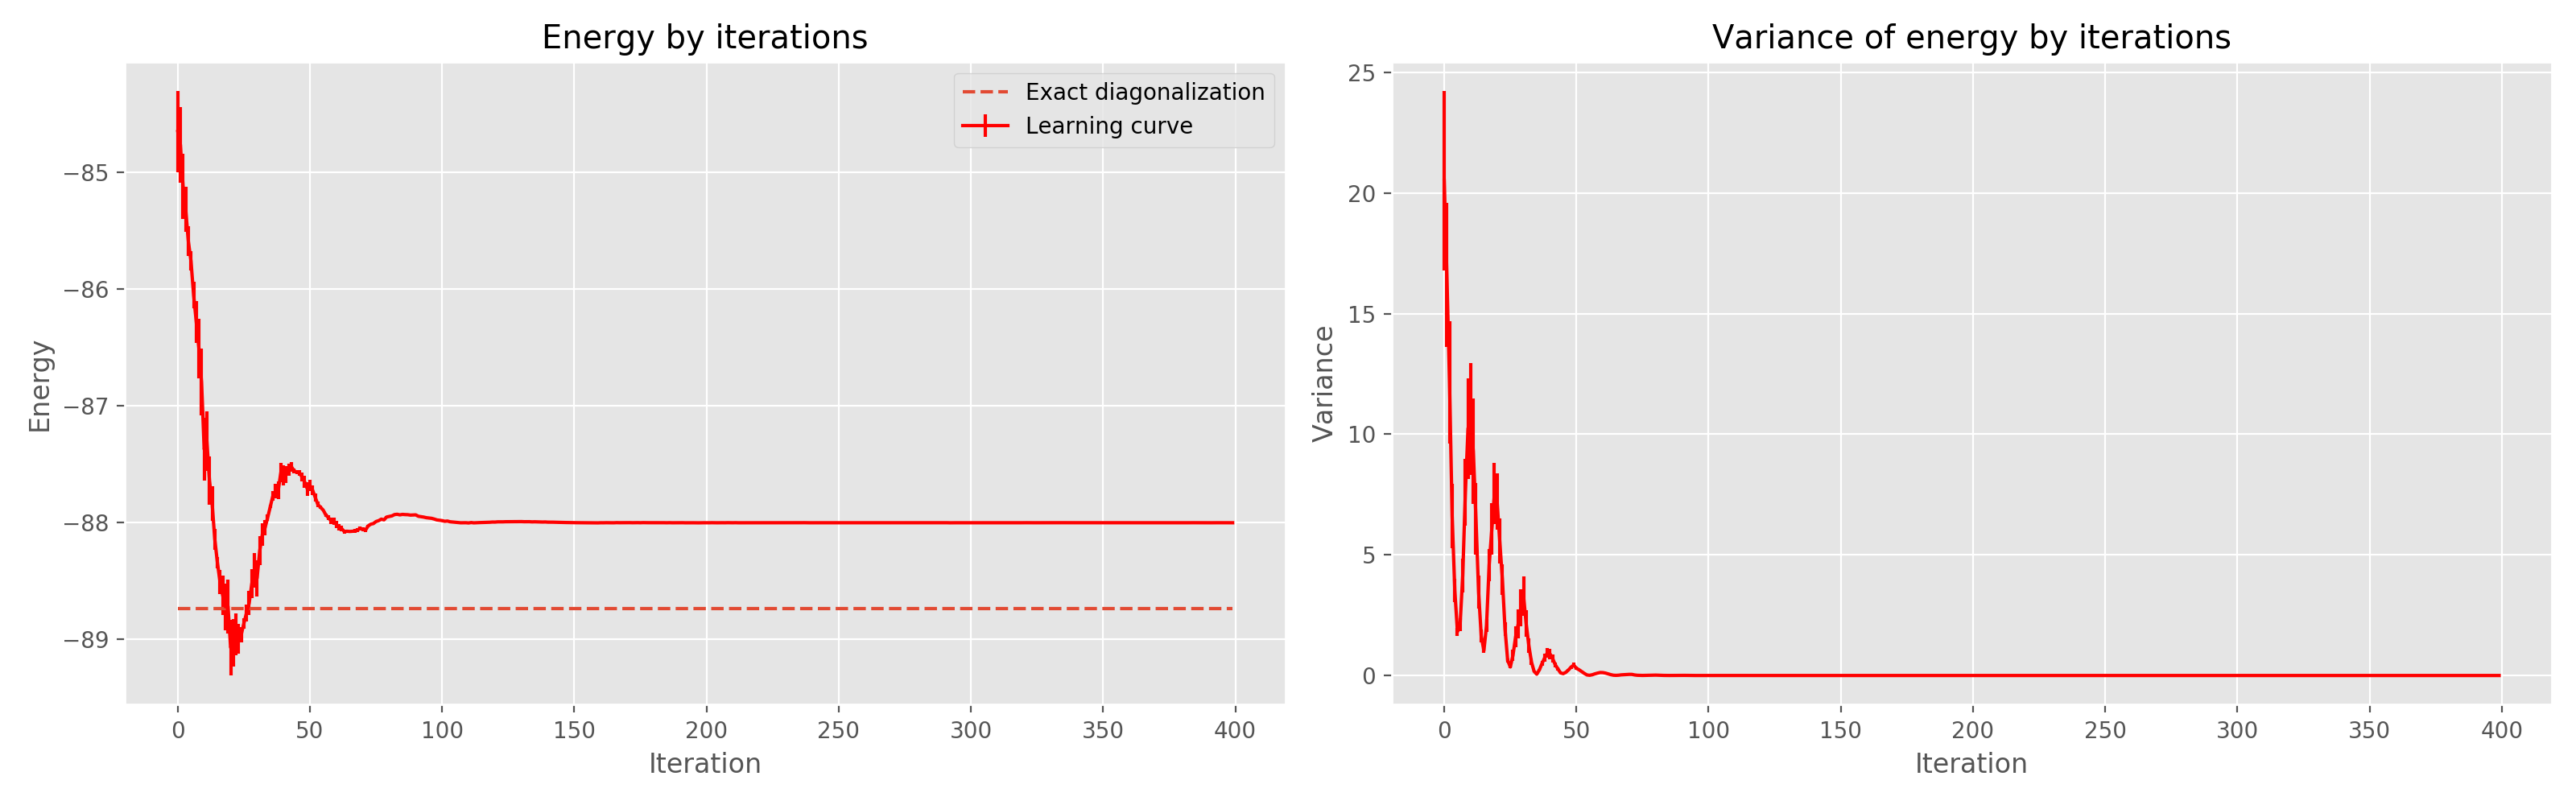 Energy by iterations
Exact diagonalization
Learning curve
−85
−86
−87
−88
−89
Energy
0 50 100 150 200 250 300 350 400
Iteration
Variance of energy by iterations
25
20
15
10
5
0
Variance
0 50 100 150 200 250 300 350 400
Iteration